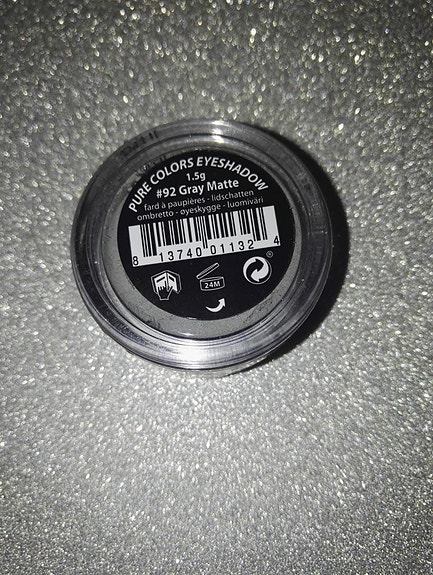 PURE COLORS EYESHADOW
1.5g
#92 Gray Matte
fard à paupières - lidschatten
ombretto - øyeskygge - luomiväri
8 13740 01132 4
24M
®